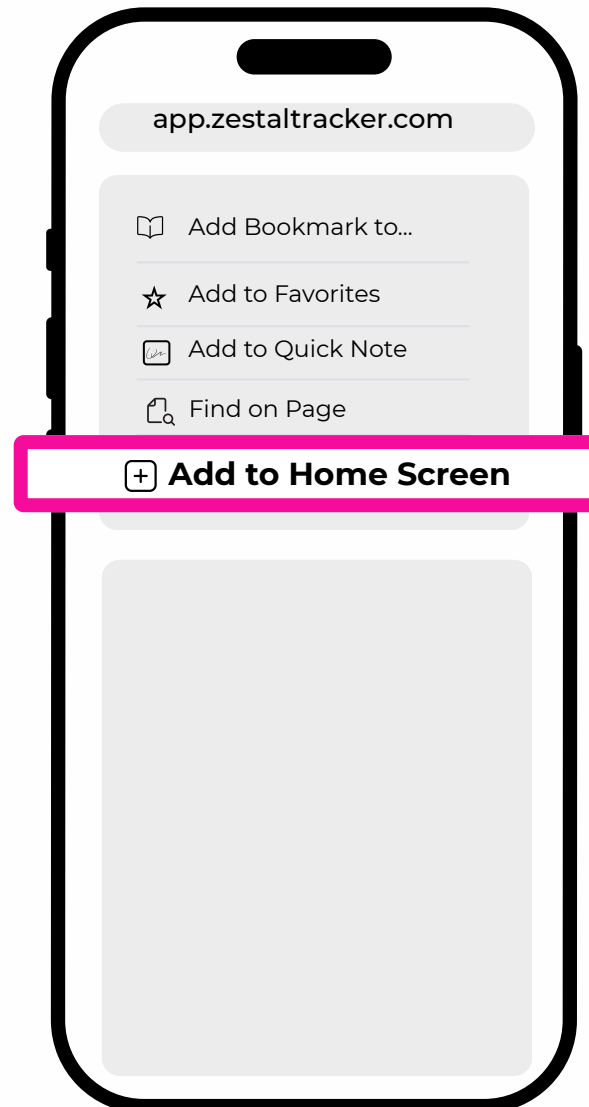 app.zestaltracker.com
Add Bookmark to...
Add to Favorites
Add to Quick Note
Find on Page
Add to Home Screen